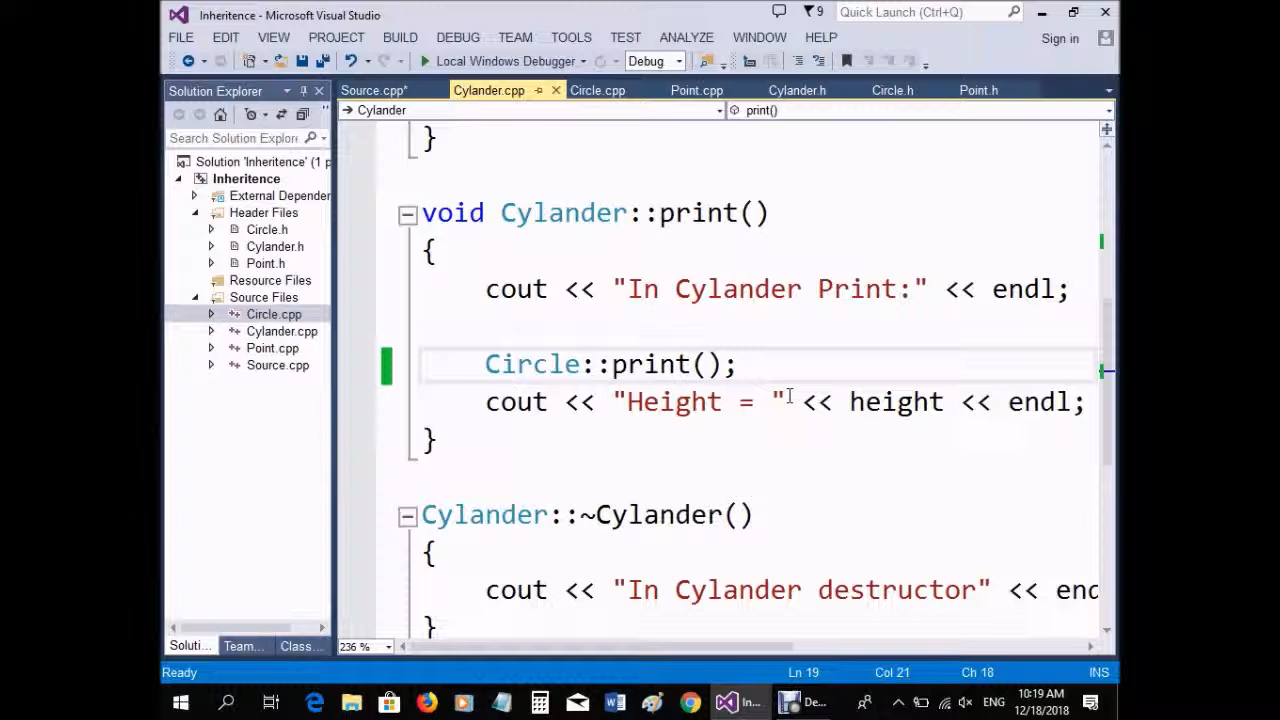 Inheritence - Microsoft Visual Studio
9
Quick Launch (Ctrl+Q)
FILE EDIT VIEW PROJECT BUILD DEBUG TEAM TOOLS TEST ANALYZE WINDOW HELP
Sign in
Local Windows Debugger
Debug
Solution Explorer
Source.cpp* Cylander.cpp Circle.cpp Point.cpp Cylander.h Circle.h Point.h
Cylander
print()
Search Solution Explore
Solution 'Inheritence' (1 p
Inheritence
External Depender
Header Files
Circle.h
Cylander.h
Point.h
Resource Files
Source Files
Circle.cpp
Cylander.cpp
Point.cpp
Source.cpp
}
void Cylander::print()
{
cout << "In Cylander Print:" << endl;
Circle::print();
cout << "Height = " << height << endl;
}
Cylander::~Cylander()
{
cout << "In Cylander destructor" << end
}
Soluti... Team... Class...
236 %
Ready
Ln 19 Col 21 Ch 18 INS
In... De...
ENG
10:19 AM
12/18/2018